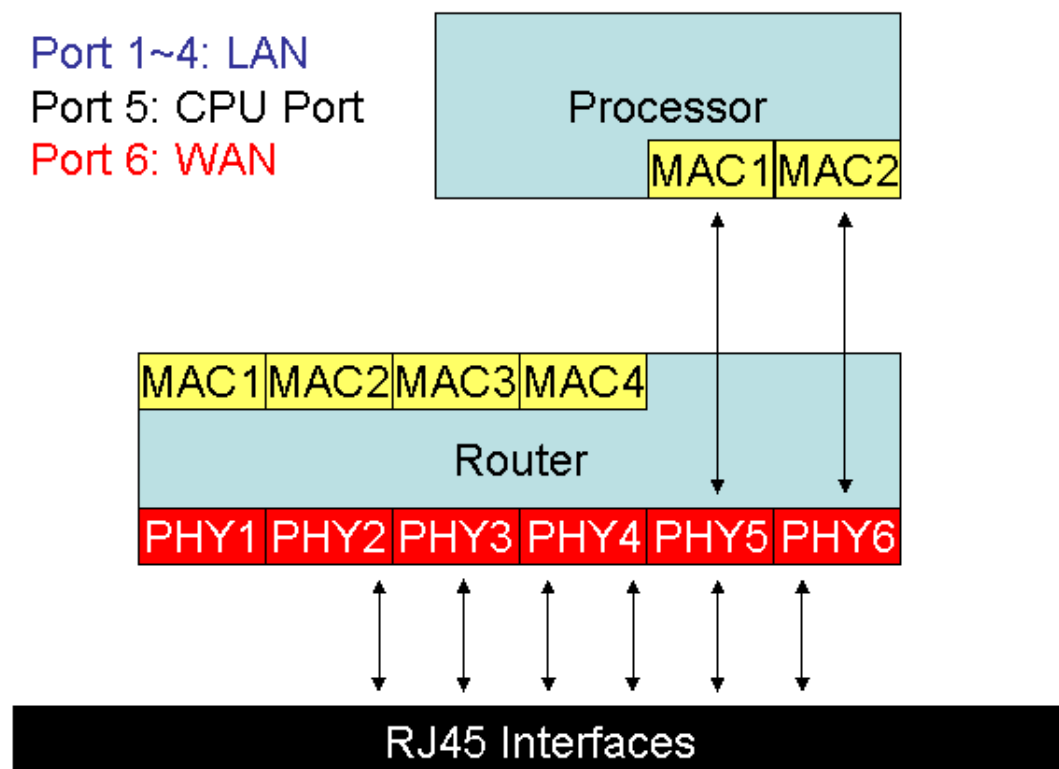 Port 1~4: LAN
Port 5: CPU Port
Port 6: WAN
Processor
MAC1 MAC2
MAC1 MAC2 MAC3 MAC4
Router
PHY1 PHY2 PHY3 PHY4 PHY5 PHY6
RJ45 Interfaces